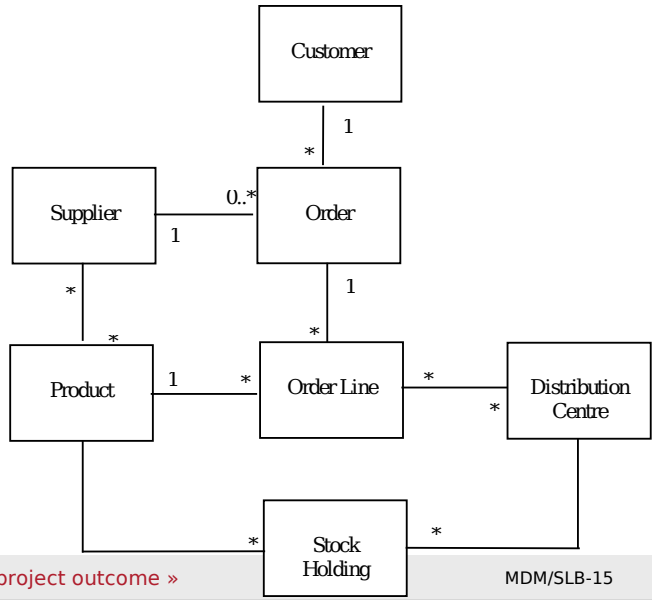 Customer
1
*
0..*
Supplier
Order
1
*
1
*
*
Product
1
*
Order Line
*
*
Distribution
Centre
*
*
Stock
Holding
project outcome »
MDM/SLB-15